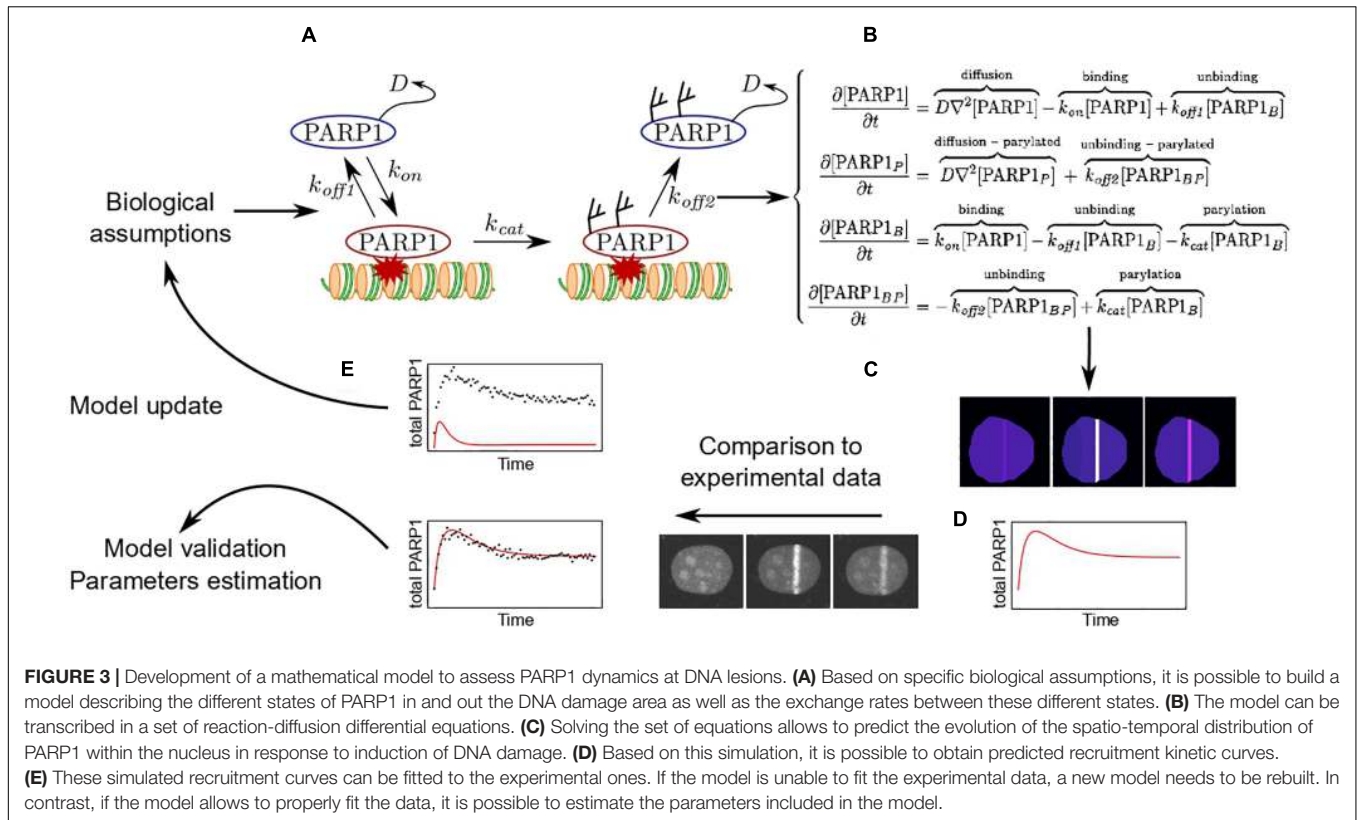 A
B
D
PARP1
k_off1
k_on
PARP1
k_cat
D
PARP1
k_off2
PARP1
Biological
assumptions
diffusion binding unbinding
∂[PARP1]/∂t = D∇²[PARP1] − k_on[PARP1] + k_off1[PARP1_B]
diffusion – parylated unbinding – parylated
∂[PARP1_P]/∂t = D∇²[PARP1_P] + k_off2[PARP1_BP]
binding unbinding parylation
∂[PARP1_B]/∂t = k_on[PARP1] − k_off1[PARP1_B] − k_cat[PARP1_B]
unbinding parylation
∂[PARP1_BP]/∂t = − k_off2[PARP1_BP] + k_cat[PARP1_B]
E
total PARP1
Time
Model update
C
Comparison to
experimental data
D
total PARP1
Time
Model validation
Parameters estimation
total PARP1
Time
FIGURE 3 | Development of a mathematical model to assess PARP1 dynamics at DNA lesions. (A) Based on specific biological assumptions, it is possible to build a
model describing the different states of PARP1 in and out the DNA damage area as well as the exchange rates between these different states. (B) The model can be
transcribed in a set of reaction-diffusion differential equations. (C) Solving the set of equations allows to predict the evolution of the spatio-temporal distribution of
PARP1 within the nucleus in response to induction of DNA damage. (D) Based on this simulation, it is possible to obtain predicted recruitment kinetic curves.
(E) These simulated recruitment curves can be fitted to the experimental ones. If the model is unable to fit the experimental data, a new model needs to be rebuilt. In
contrast, if the model allows to properly fit the data, it is possible to estimate the parameters included in the model.